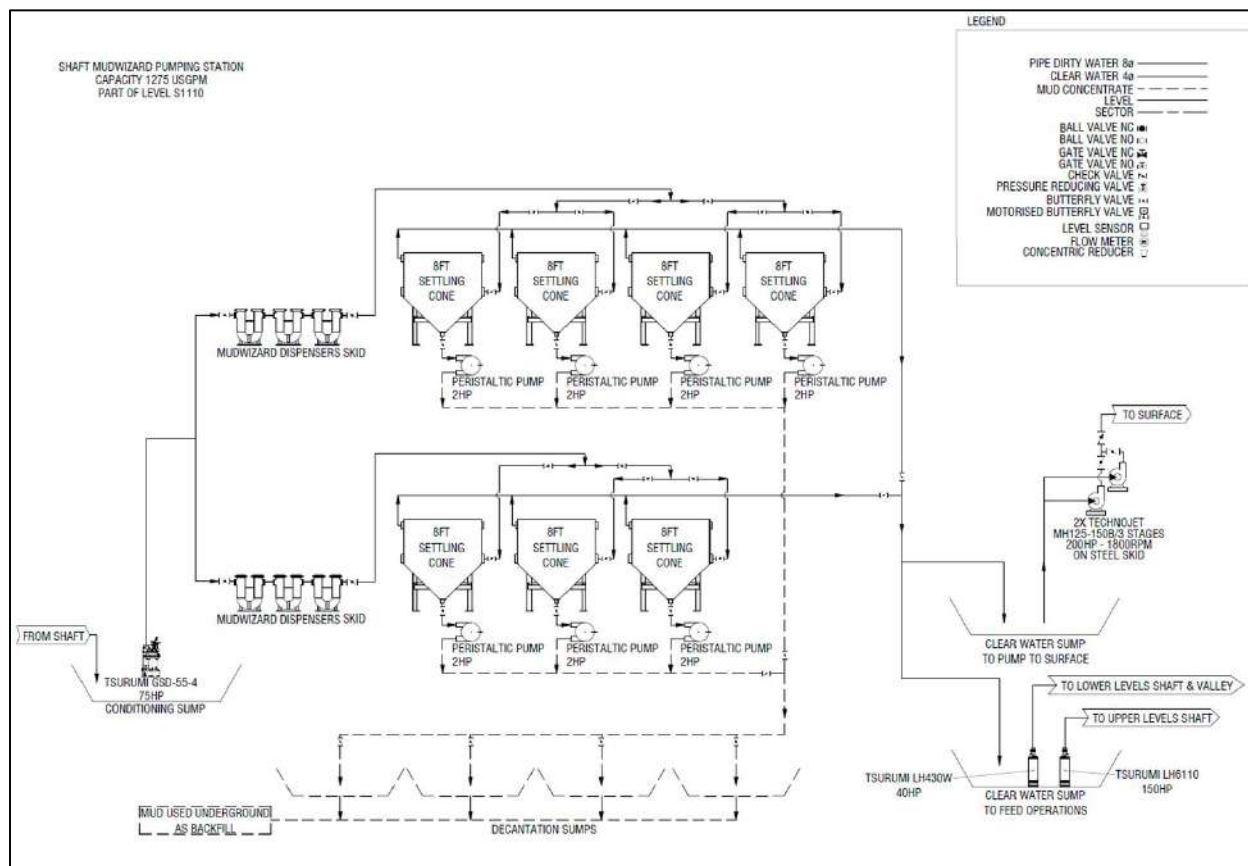 SHAFT MUDWIZARD PUMPING STATION
CAPACITY 1275 USGPM
PART OF LEVEL S1110
LEGEND
PIPE DIRTY WATER 8ø
CLEAR WATER 4ø
MUD CONCENTRATE
LEVEL
SECTOR
BALL VALVE NC
BALL VALVE NO
GATE VALVE NC
GATE VALVE NO
CHECK VALVE
PRESSURE REDUCING VALVE
BUTTERFLY VALVE
MOTORISED BUTTERFLY VALVE
LEVEL SENSOR
FLOW METER
CONCENTRIC REDUCER
8FT
SETTLING
CONE
8FT
SETTLING
CONE
8FT
SETTLING
CONE
8FT
SETTLING
CONE
MUDWIZARD DISPENSERS SKID
PERISTALTIC PUMP
2HP
PERISTALTIC PUMP
2HP
PERISTALTIC PUMP
2HP
PERISTALTIC PUMP
2HP
TO SURFACE
2X TECHNOJET
MH125-150B/3 STAGES
200HP - 1800RPM
ON STEEL SKID
8FT
SETTLING
CONE
8FT
SETTLING
CONE
8FT
SETTLING
CONE
MUDWIZARD DISPENSERS SKID
PERISTALTIC PUMP
2HP
PERISTALTIC PUMP
2HP
PERISTALTIC PUMP
2HP
FROM SHAFT
TSURUMI GSD-55-4
75HP
CONDITIONING SUMP
CLEAR WATER SUMP
TO PUMP TO SURFACE
TO LOWER LEVELS SHAFT & VALLEY
TO UPPER LEVELS SHAFT
TSURUMI LH430W
40HP
TSURUMI LH6110
150HP
CLEAR WATER SUMP
TO FEED OPERATIONS
MUD USED UNDERGROUND
AS BACKFILL
DECANTATION SUMPS